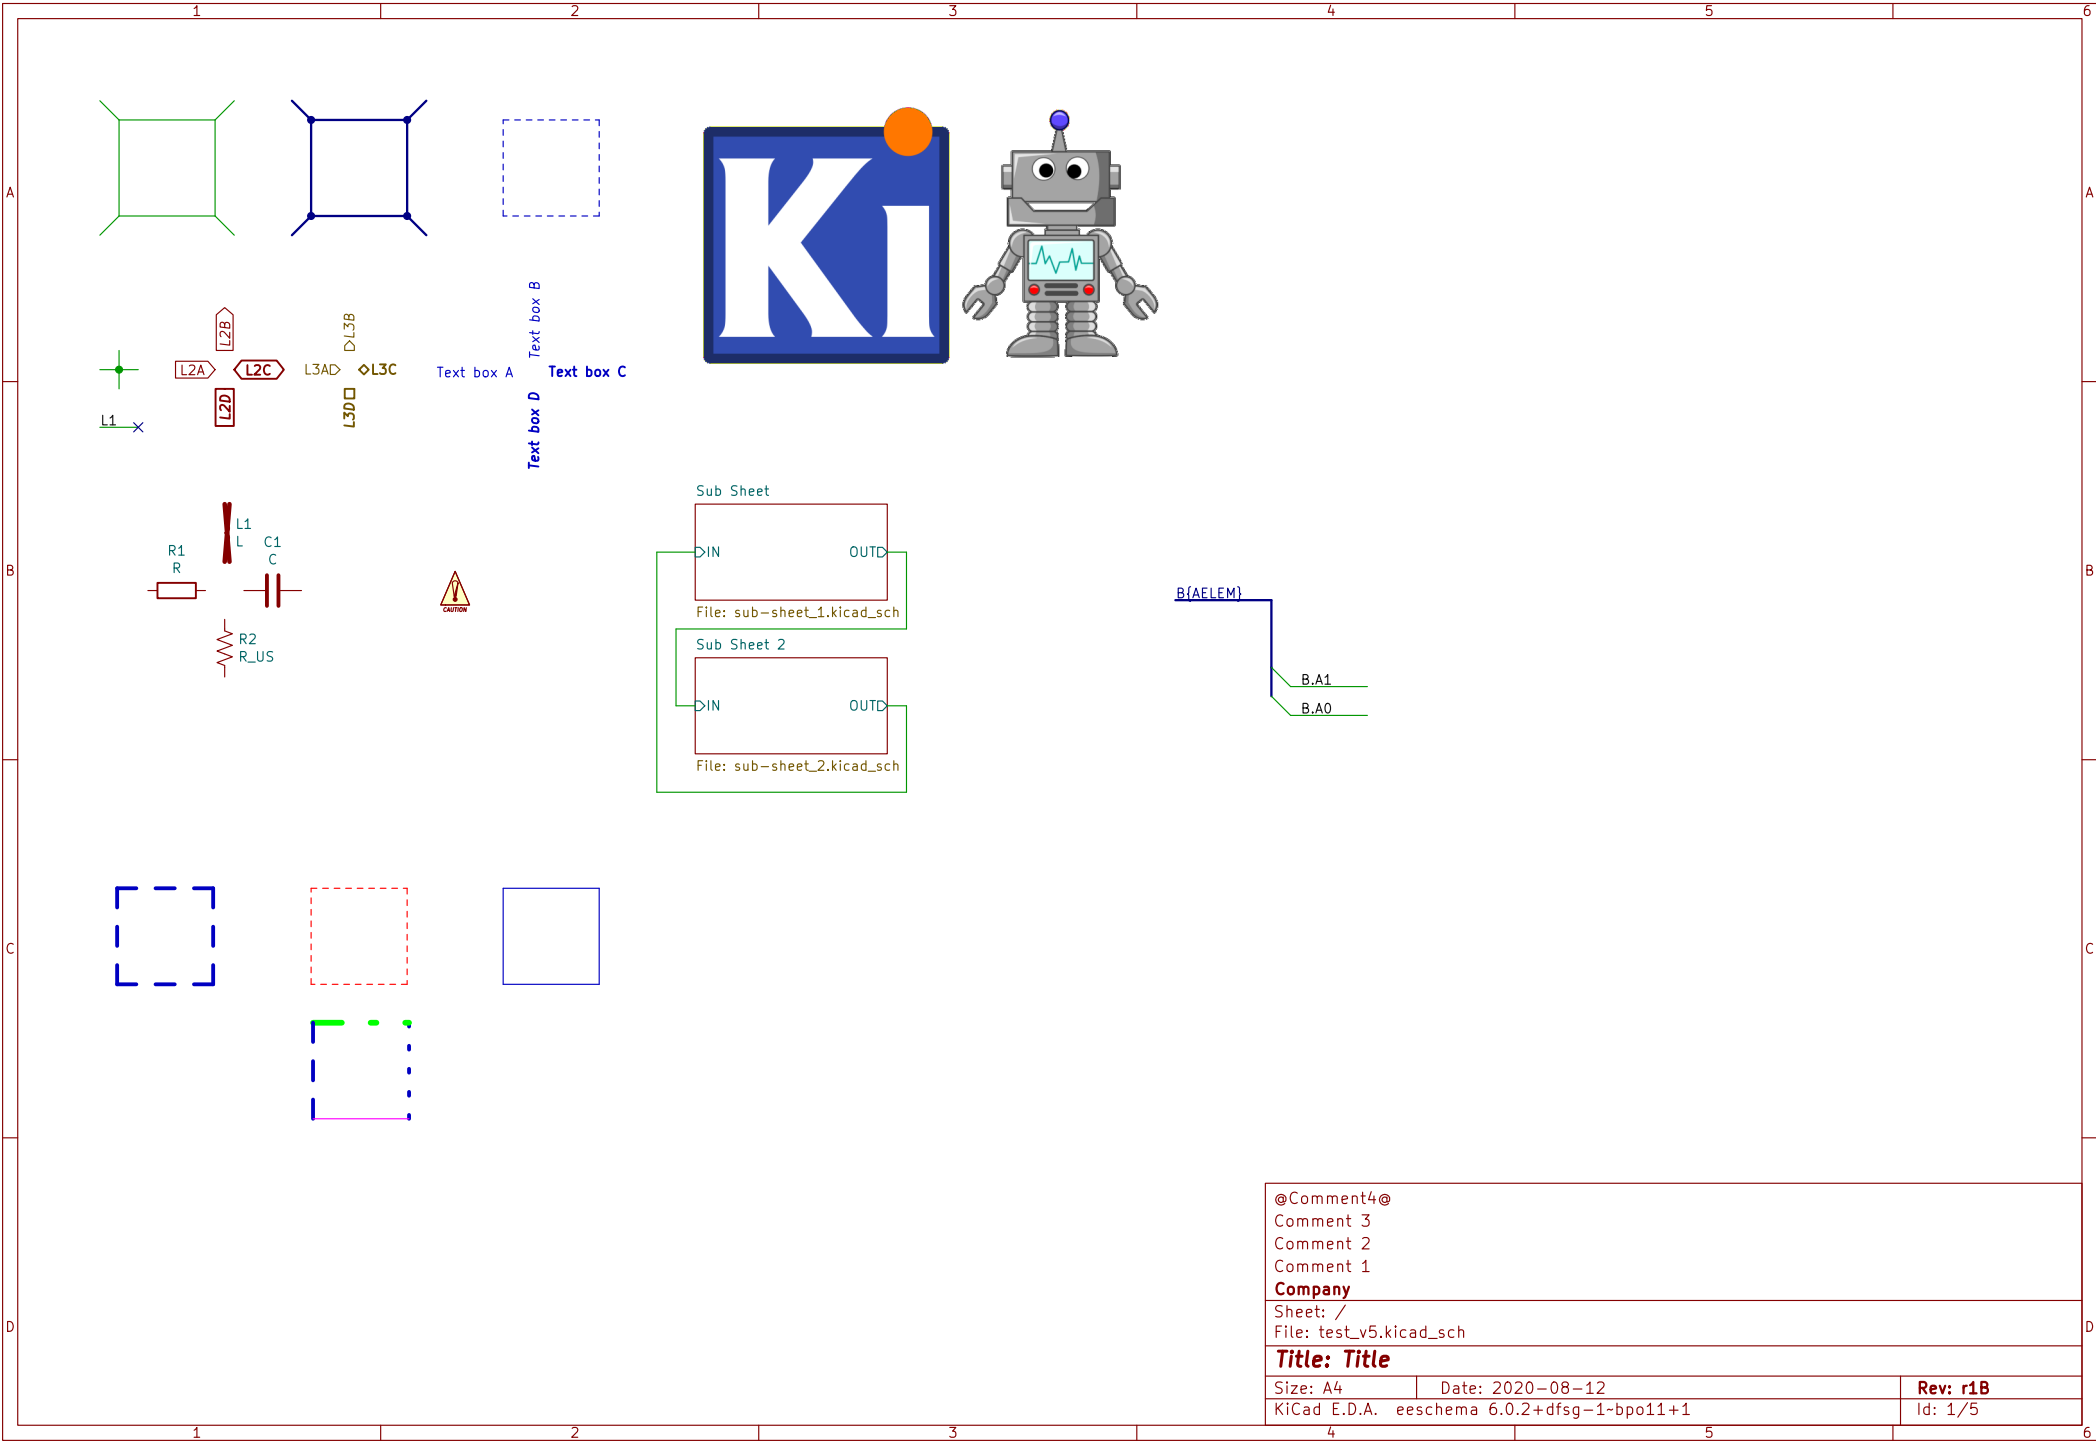 1 2 3 4 5 6
A
A
Ki
Text box B
L2B
L3B
L2A
L2C
L3A
L3C
Text box A
Text box C
L2D
L3D
Text box D
L1
Sub Sheet
L1
L
C1
C
R1
R
IN
OUT
B
B
CAUTION
B{AELEM}
File: sub-sheet_1.kicad_sch
R2
R_US
Sub Sheet 2
B.A1
IN
OUT
B.A0
File: sub-sheet_2.kicad_sch
C
C
@Comment4@
Comment 3
Comment 2
Comment 1
Company
Sheet: /
File: test_v5.kicad_sch
D
D
Title: Title
Size: A4
Date: 2020-08-12
Rev: r1B
KiCad E.D.A. eeschema 6.0.2+dfsg-1~bpo11+1
Id: 1/5
1 2 3 4 5 6